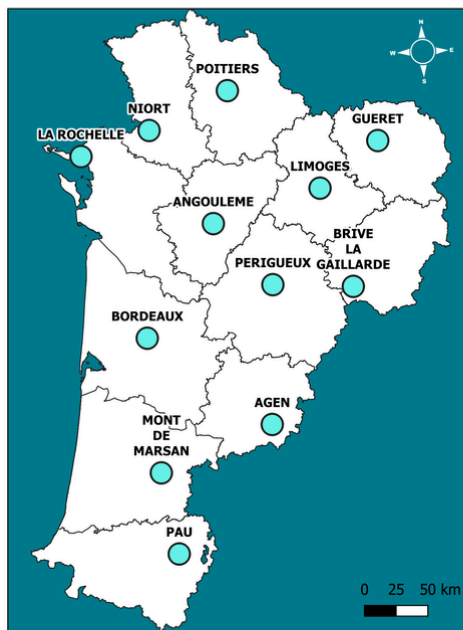 N
W E
S
POITIERS
NIORT
GUERET
LA ROCHELLE
LIMOGES
ANGOULEME
BRIVE
LA
GAILLARDE
PERIGUEUX
BORDEAUX
AGEN
MONT
DE
MARSAN
PAU
0 25 50 km